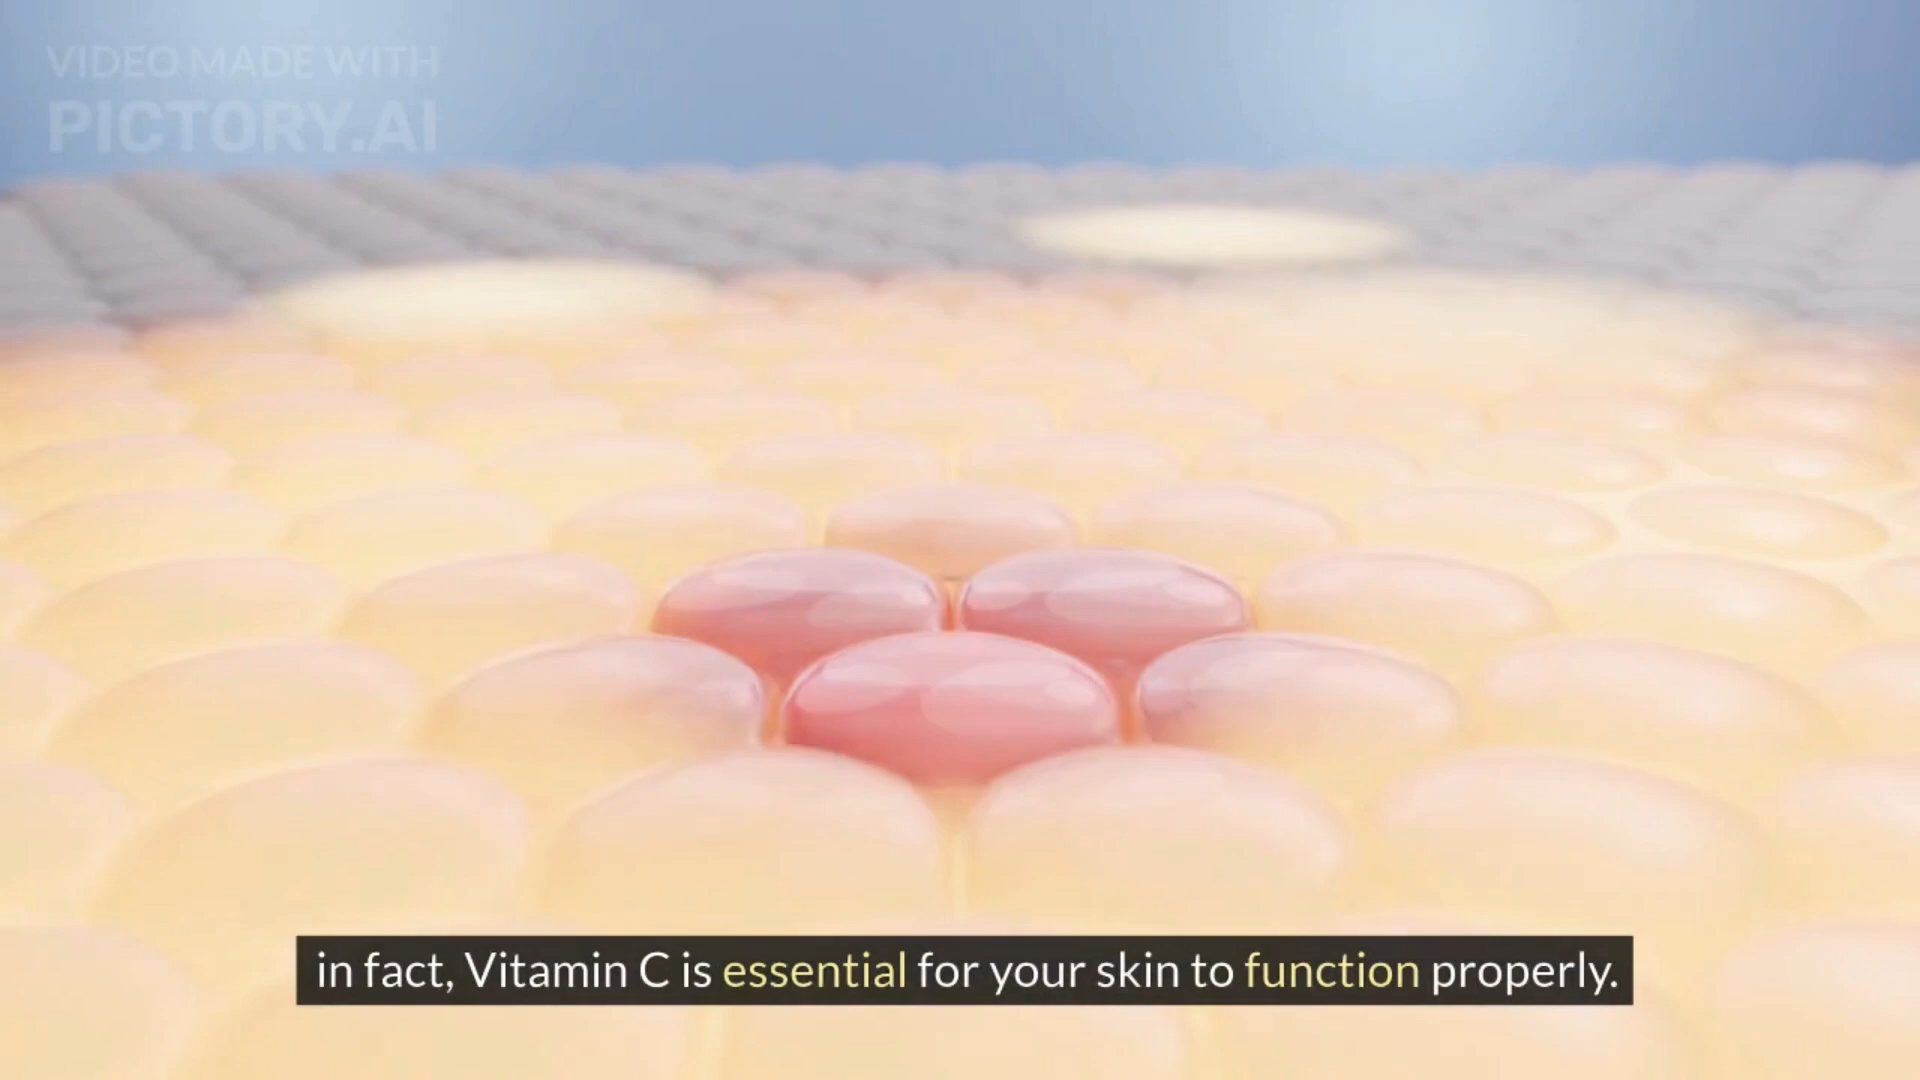 VIDEO MADE WITH
PICTORY.AI
in fact, Vitamin C is essential for your skin to function properly.